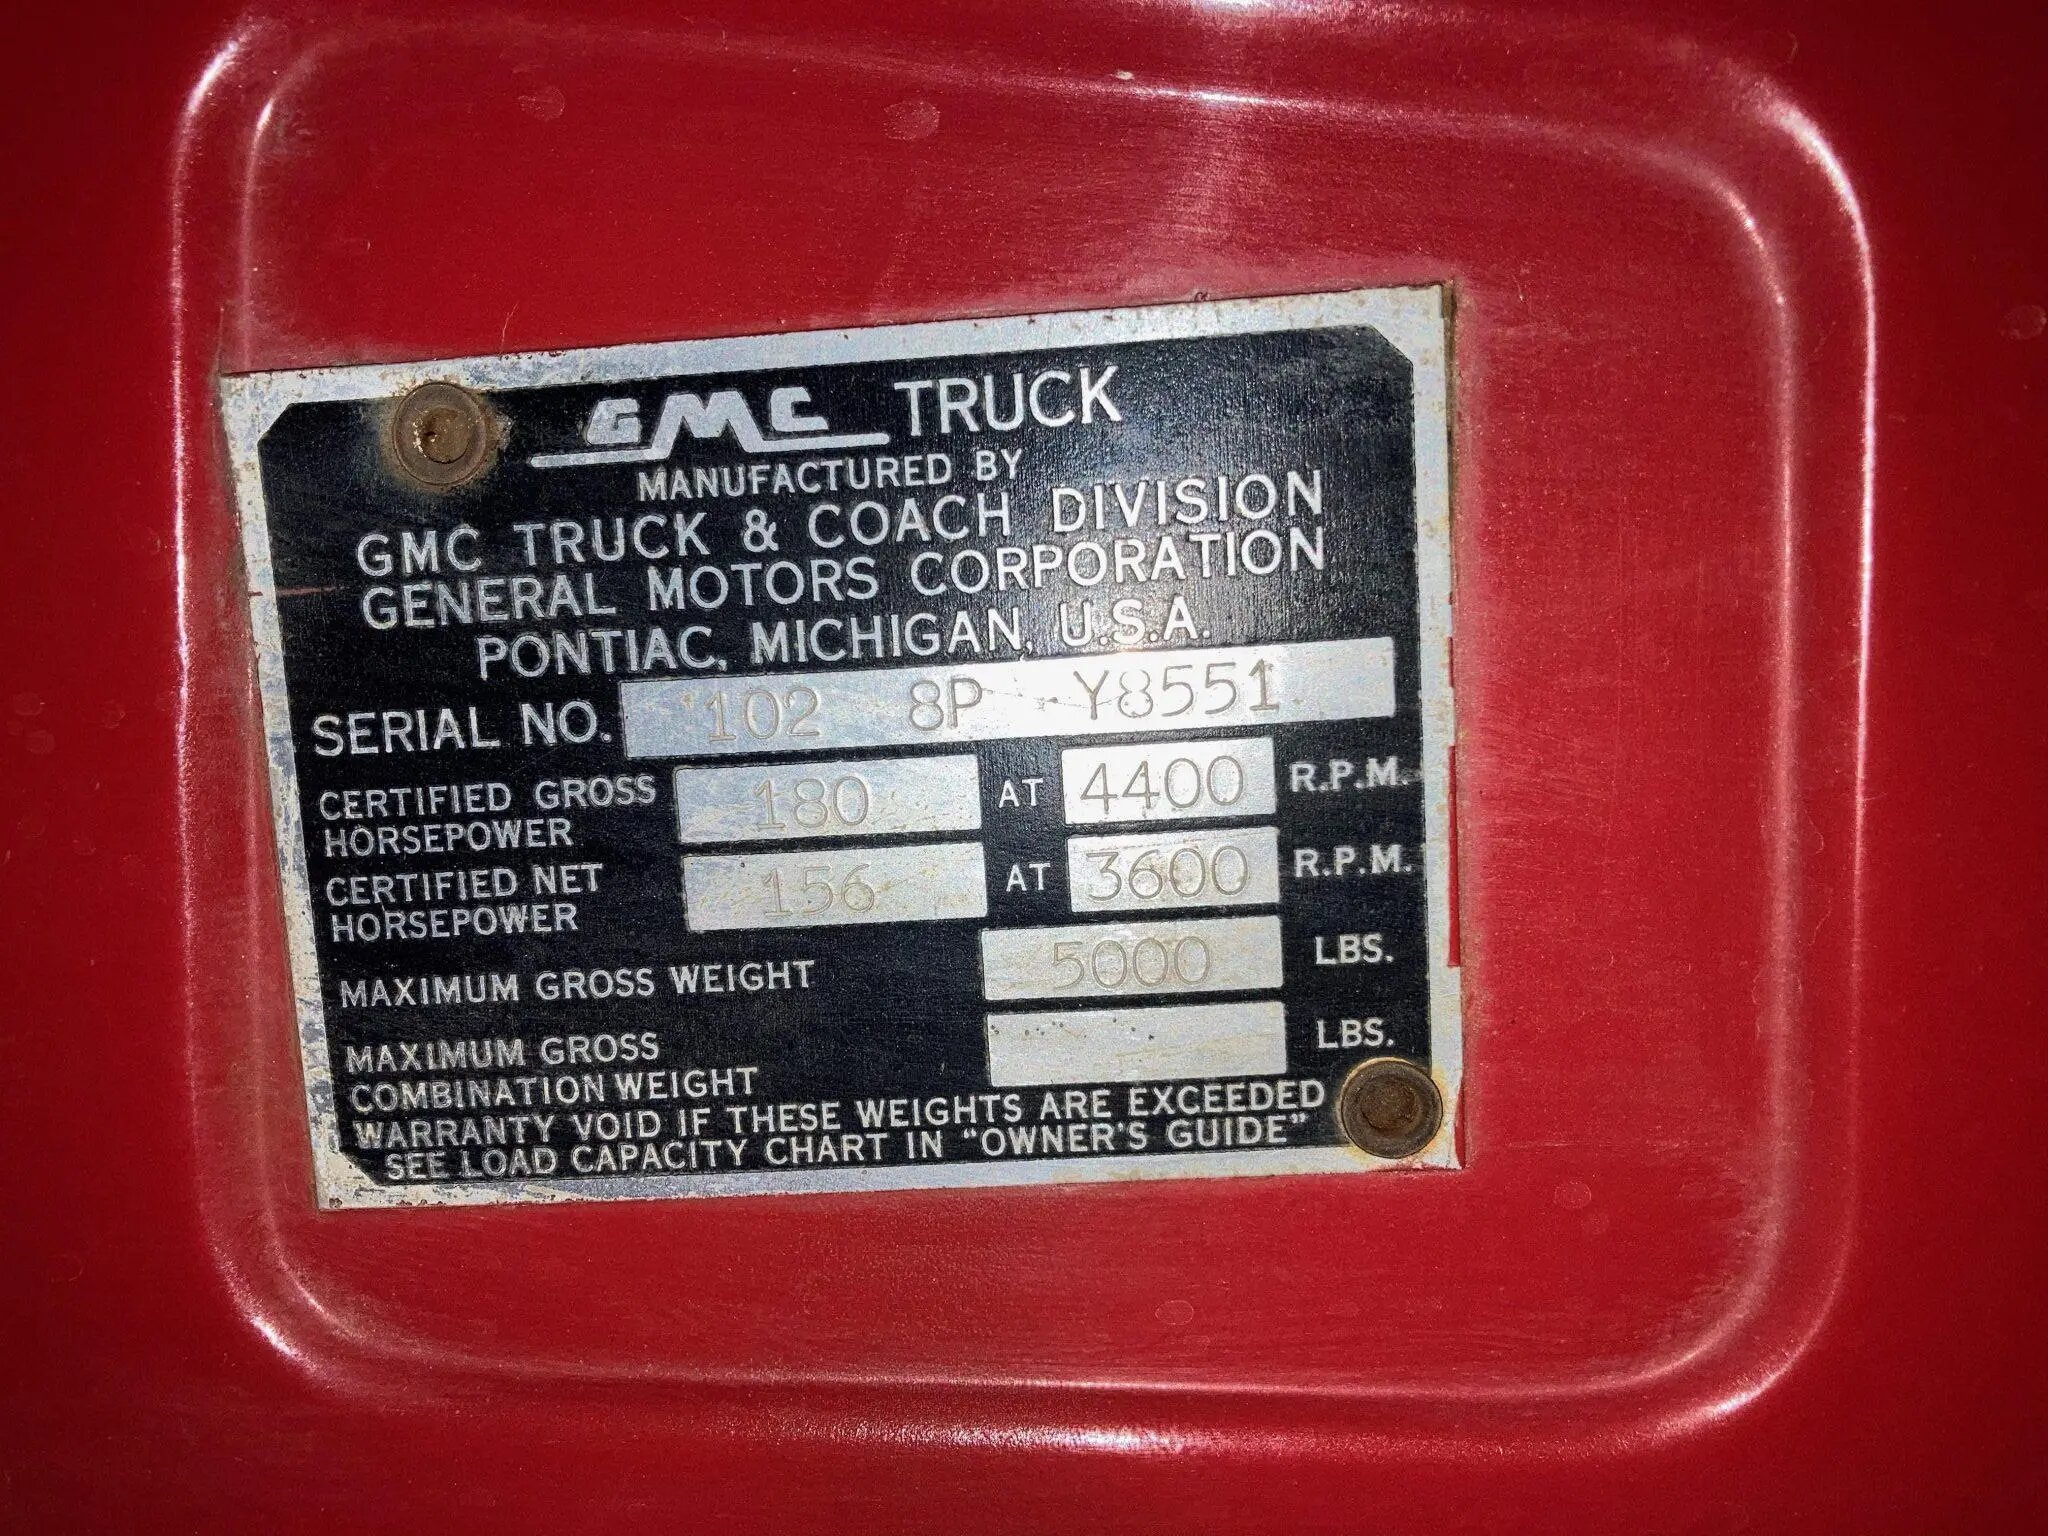 GMC TRUCK
MANUFACTURED BY
GMC TRUCK & COACH DIVISION
GENERAL MOTORS CORPORATION
PONTIAC, MICHIGAN, U.S.A.
SERIAL NO. 102 8P Y8551
CERTIFIED GROSS HORSEPOWER 180 AT 4400 R.P.M.
CERTIFIED NET HORSEPOWER 156 AT 3600 R.P.M.
MAXIMUM GROSS WEIGHT 5000 LBS.
MAXIMUM GROSS COMBINATION WEIGHT LBS.
WARRANTY VOID IF THESE WEIGHTS ARE EXCEEDED
SEE LOAD CAPACITY CHART IN "OWNER'S GUIDE"